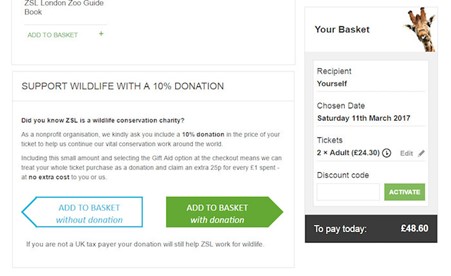 ZSL London Zoo Guide
Book
ADD TO BASKET +
SUPPORT WILDLIFE WITH A 10% DONATION
Did you know ZSL is a wildlife conservation charity?
As a nonprofit organisation, we kindly ask you include a 10% donation in the price of your
ticket to help us continue our vital conservation work around the world.
Including this small amount and selecting the Gift Aid option at the checkout means we can
treat your whole ticket purchase as a donation and claim an extra 25p for every £1 spent -
at no extra cost to you or us.
ADD TO BASKET
without donation
ADD TO BASKET
with donation
If you are not a UK tax payer your donation will still help ZSL work for wildlife.
Your Basket
Recipient
Yourself
Chosen Date
Saturday 11th March 2017
Tickets
2 × Adult (£24.30) Edit
Discount code
ACTIVATE
To pay today: £48.60